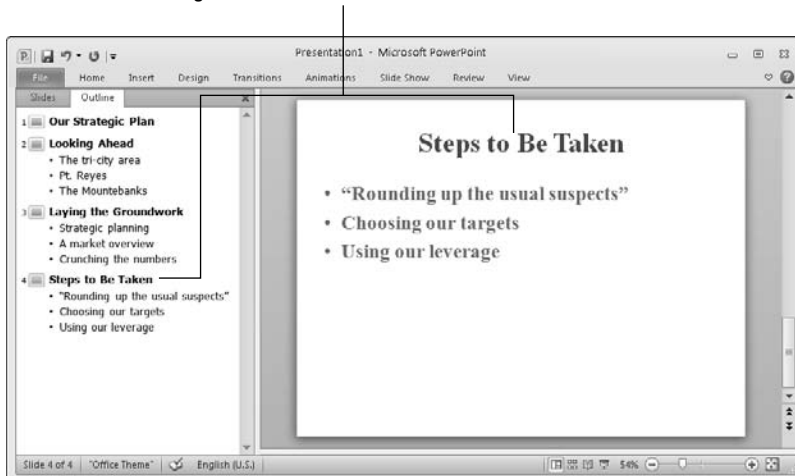 Presentation1 - Microsoft PowerPoint
File Home Insert Design Transitions Animations Slide Show Review View
Slides Outline
1 Our Strategic Plan
2 Looking Ahead
• The tri-city area
• Pt. Reyes
• The Mountebanks
3 Laying the Groundwork
• Strategic planning
• A market overview
• Crunching the numbers
4 Steps to Be Taken
• "Rounding up the usual suspects"
• Choosing our targets
• Using our leverage
Steps to Be Taken
• “Rounding up the usual suspects”
• Choosing our targets
• Using our leverage
Slide 4 of 4 "Office Theme" English (U.S.) 54%